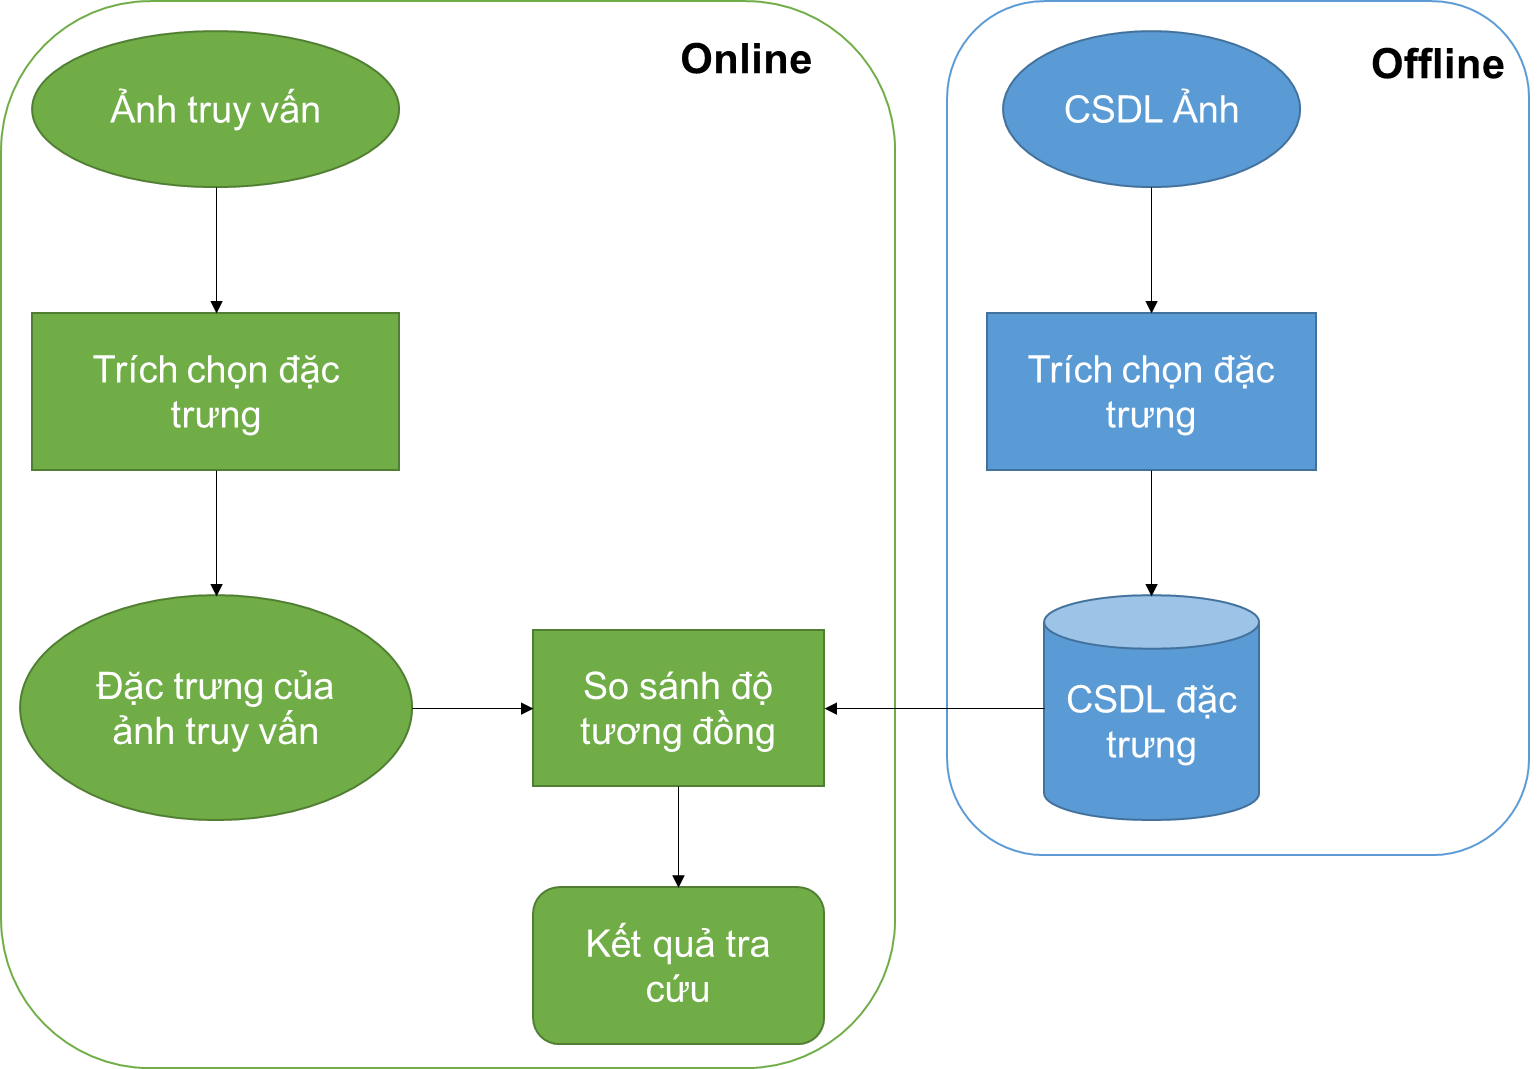 Online
Ảnh truy vấn
Trích chọn đặc
trưng
Đặc trưng của
ảnh truy vấn
So sánh độ
tương đồng
Kết quả tra
cứu
Offline
CSDL Ảnh
Trích chọn đặc
trưng
CSDL đặc
trưng